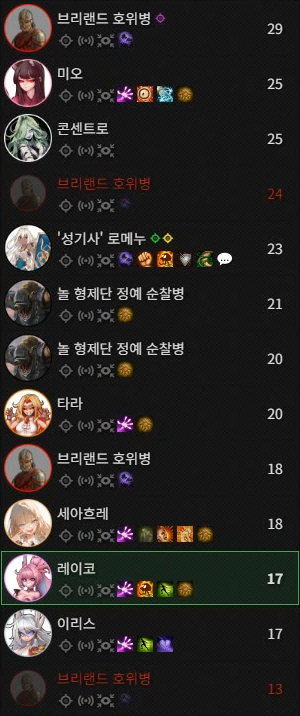 브리랜드 호위병 29
미오 25
콘센트로 25
브리랜드 호위병 24
'성기사' 로메누 23
놀 형제단 정예 순찰병 21
놀 형제단 정예 순찰병 20
타라 20
브리랜드 호위병 18
세아흐레 18
레이코 17
이리스 17
브리랜드 호위병 13